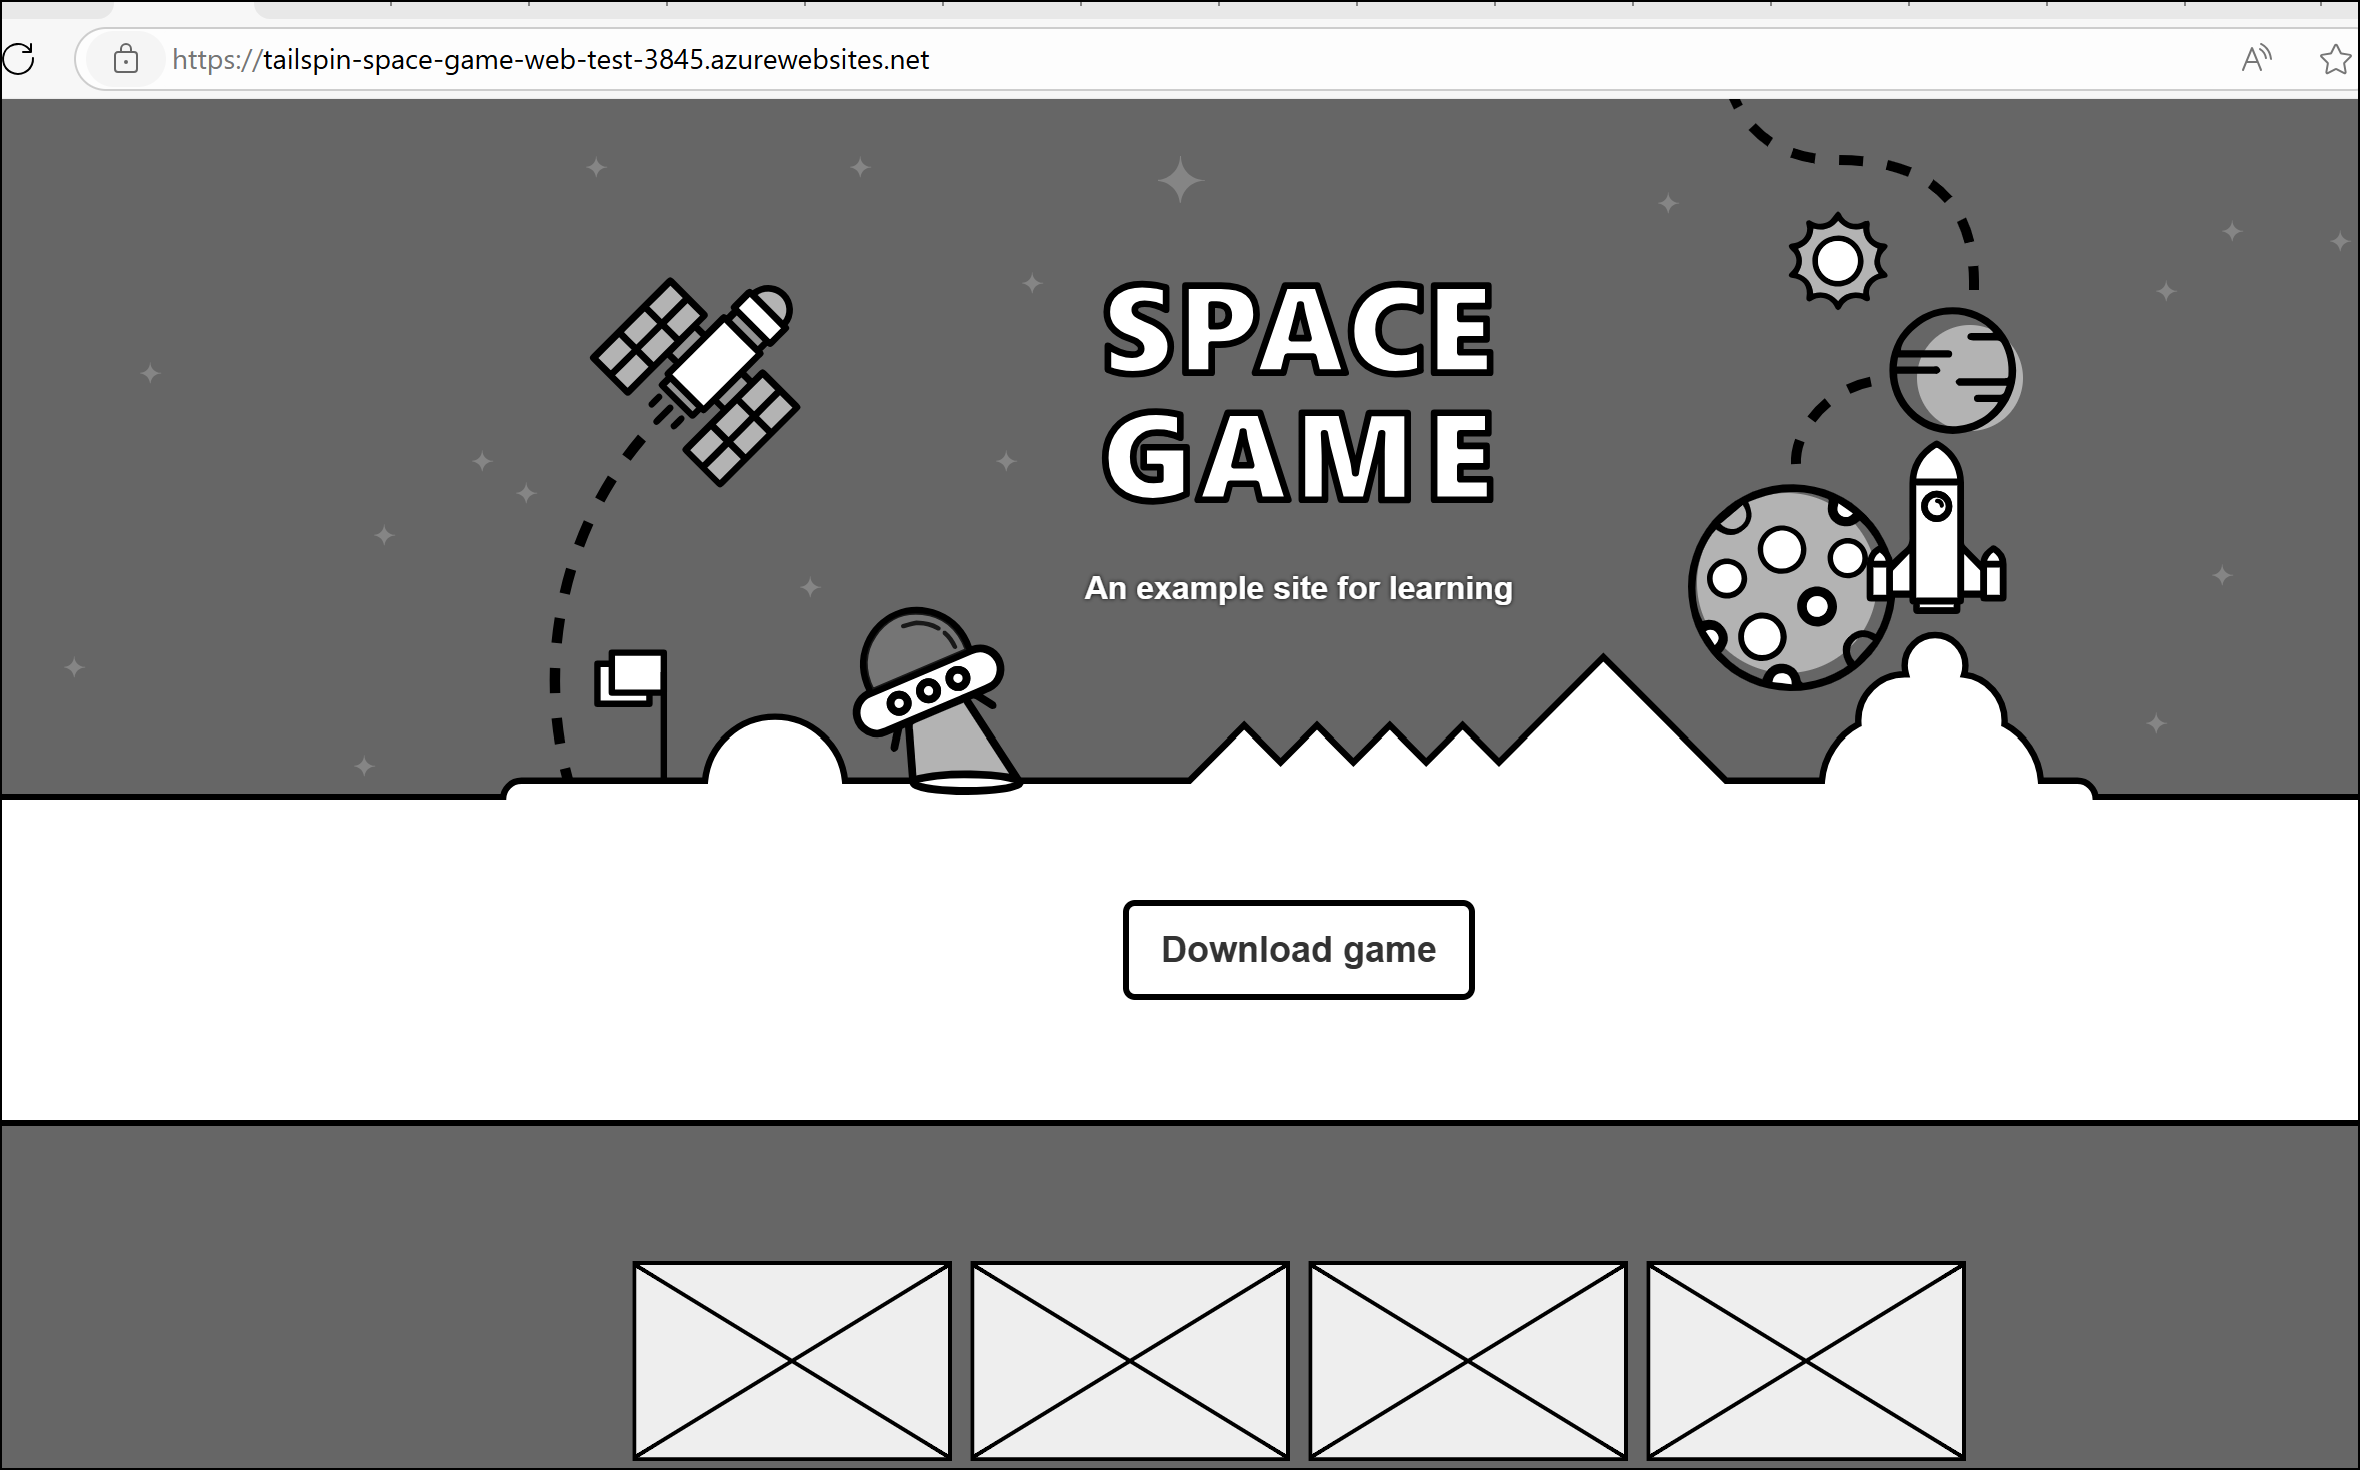 https://tailspin-space-game-web-test-3845.azurewebsites.net
SPACE
GAME
An example site for learning
Download game